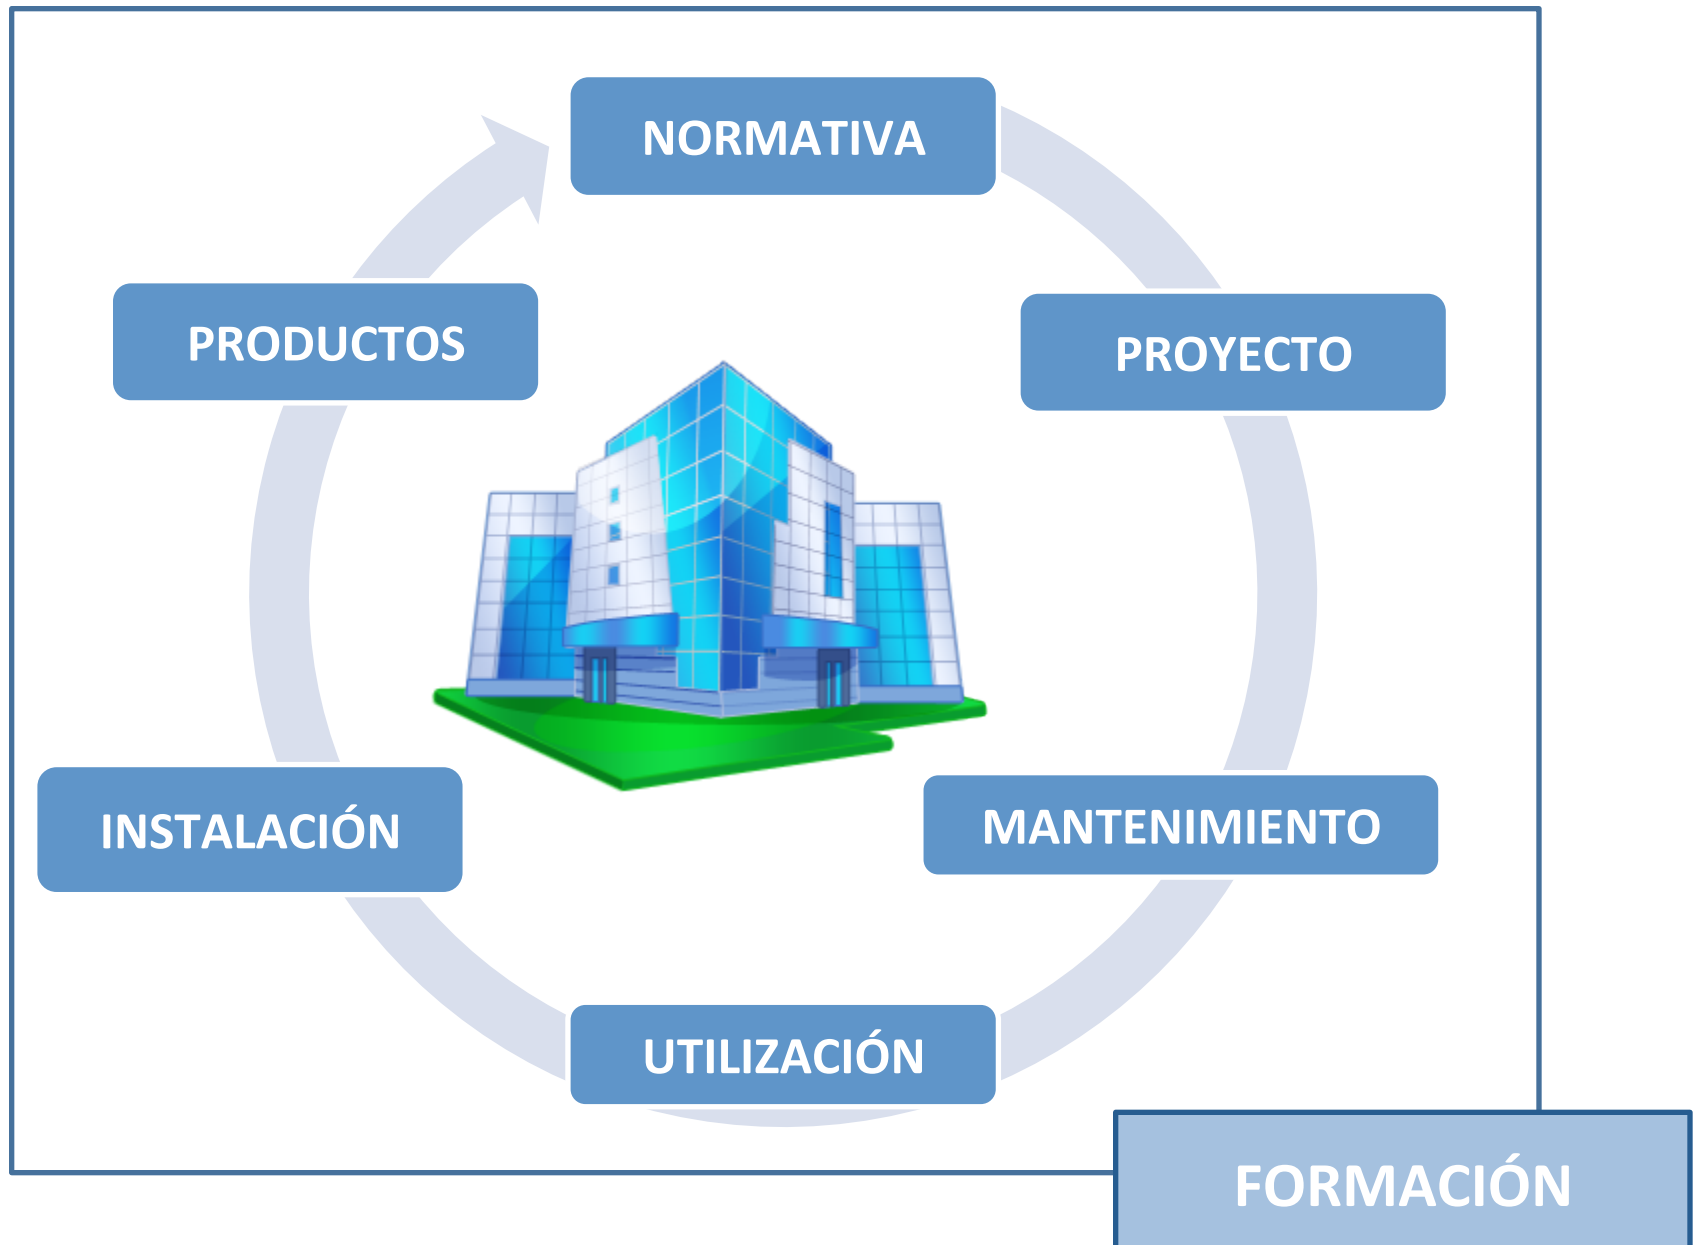 NORMATIVA
PRODUCTOS
PROYECTO
INSTALACIÓN
MANTENIMIENTO
UTILIZACIÓN
FORMACIÓN